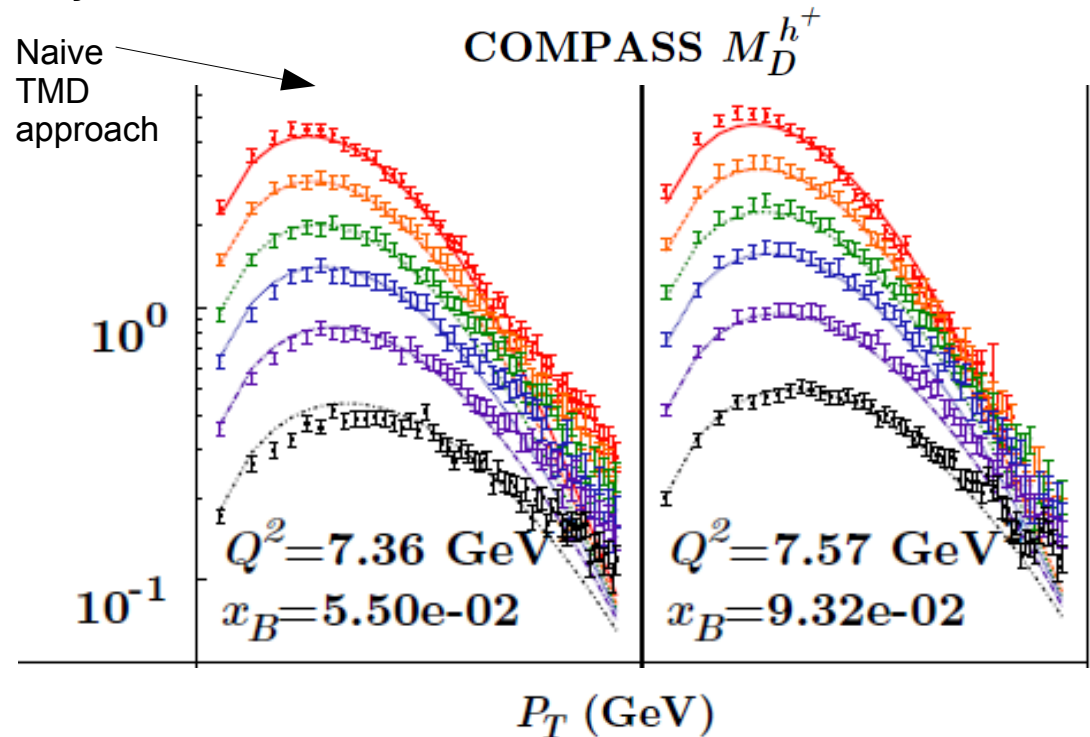 Naive
TMD
approach
COMPASS M_D^{h^+}
10^0
10^{-1}
Q^2=7.36 GeV
x_B=5.50e-02
Q^2=7.57 GeV
x_B=9.32e-02
P_T (GeV)